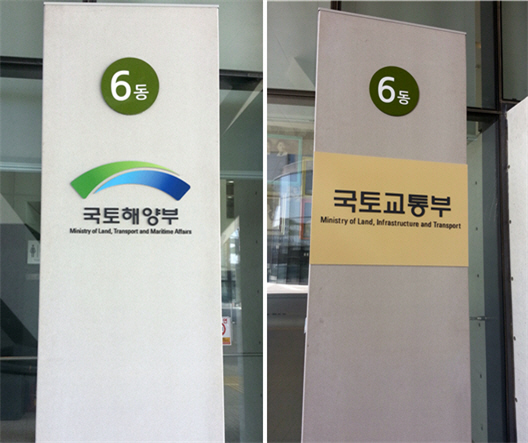 6동
국토해양부
Ministry of Land, Transport and Maritime Affairs
6동
국토교통부
Ministry of Land, Infrastructure and Transport